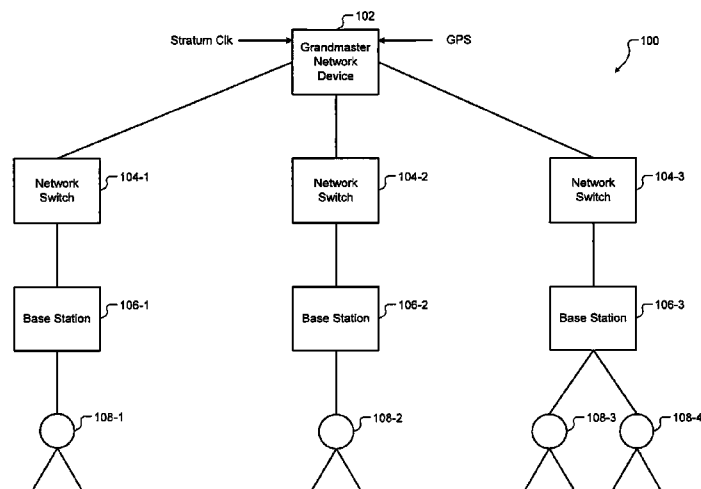 102
Stratum Clk
Grandmaster
Network
Device
GPS
100
Network
Switch
104-1
Network
Switch
104-2
Network
Switch
104-3
Base Station
106-1
Base Station
106-2
Base Station
106-3
108-1
108-2
108-3
108-4